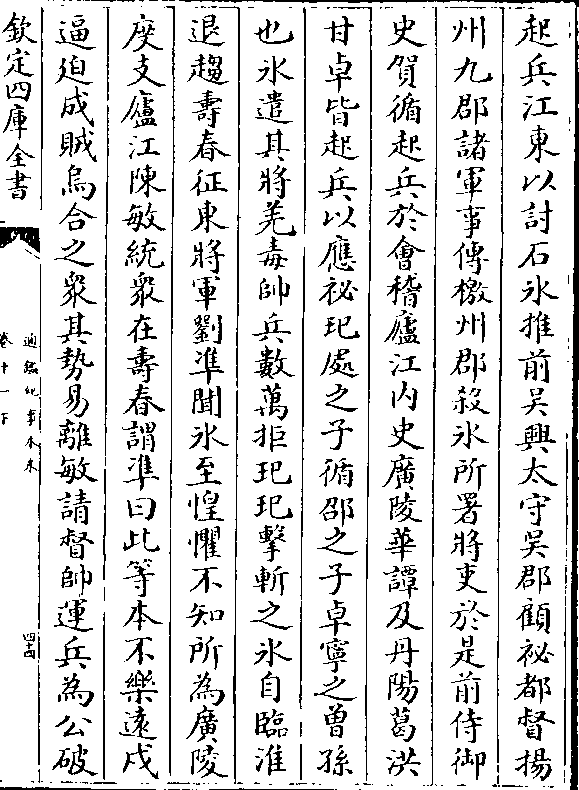 起兵江東以討石氷推前吳興太守吳郡顧祕都督揚
州九郡諸軍事傳檄州郡殺氷所署將吏於是前侍御
史賀循起兵於會稽廬江内史廣陵華譚及丹陽葛洪
甘卓皆起兵以應祕玘處之子循邵之子卓寧之曽孫
也氷遣其將羌毒帥兵數萬拒玘玘擊斬之氷自臨淮
退趨壽春征東將軍劉凖聞氷至惶懼不知所為廣陵
度支廬江陳敏統衆在壽春謂凖曰此等本不樂遠戍
逼迫成賊烏合之衆其勢易離敏請督帥運兵為公破
欽定四庫全書
通鑑紀事本末
卷十一下
四十四